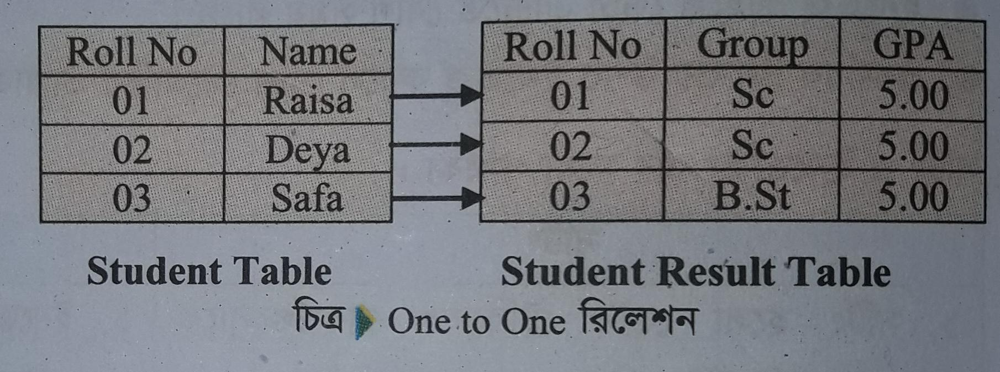 Roll No Name Roll No Group GPA
01 Raisa 01 Sc 5.00
02 Deya 02 Sc 5.00
03 Safa 03 B.St 5.00
Student Table Student Result Table
চিত্র One to One রিলেশন